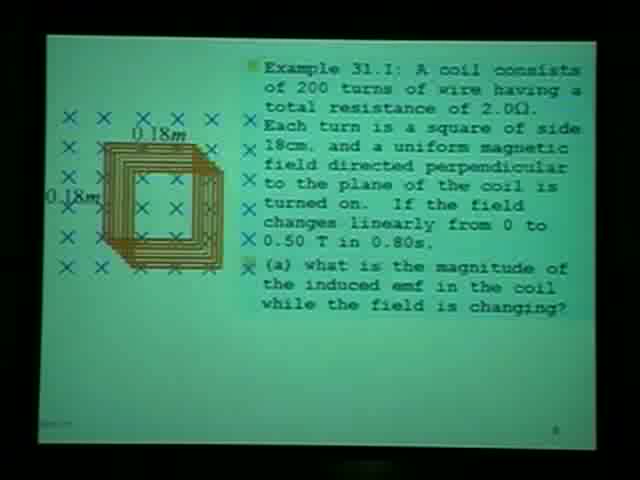 Example 31.1: A coil consists
of 200 turns of wire having a
total resistance of 2.0Ω.
Each turn is a square of side
18cm, and a uniform magnetic
field directed perpendicular
to the plane of the coil is
turned on. If the field
changes linearly from 0 to
0.50 T in 0.80s,
(a) what is the magnitude of
the induced emf in the coil
while the field is changing?
0.18m
0.18m